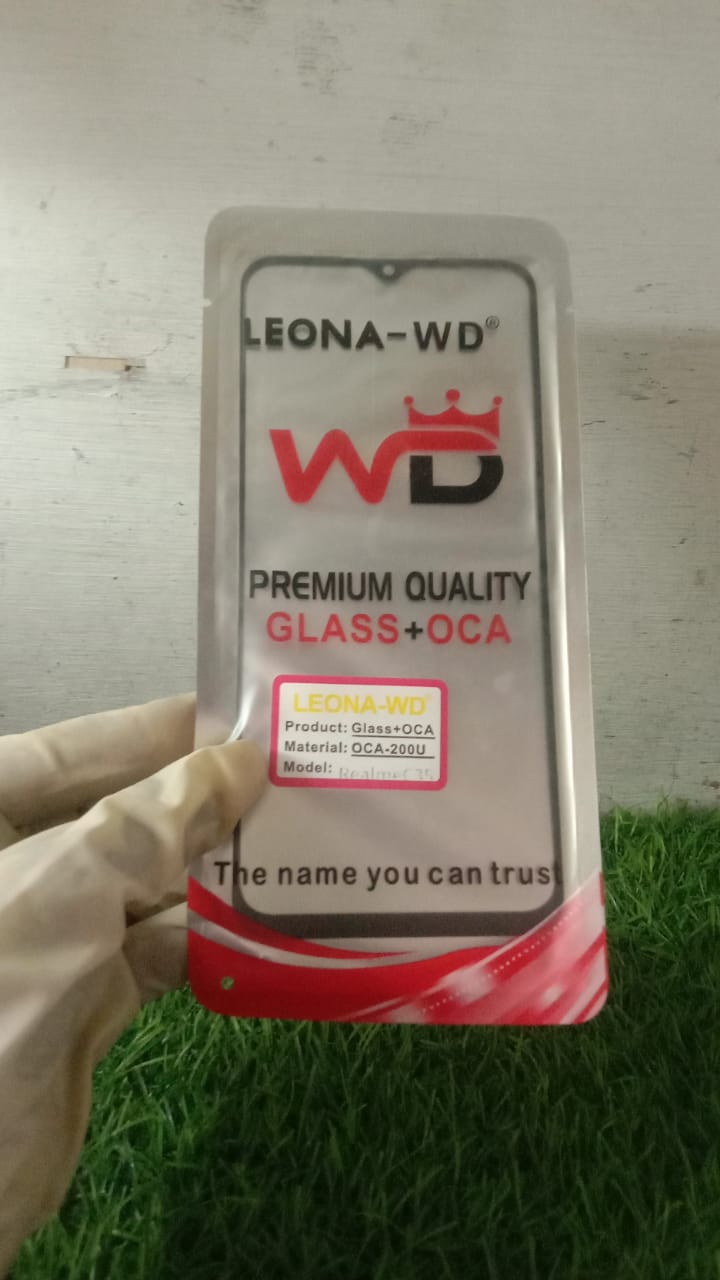 LEONA-WD®
WD
PREMIUM QUALITY
GLASS+OCA
LEONA-WD
Product: Glass+OCA
Material: OCA-200U
Model: RealmeC35
The name you can trust